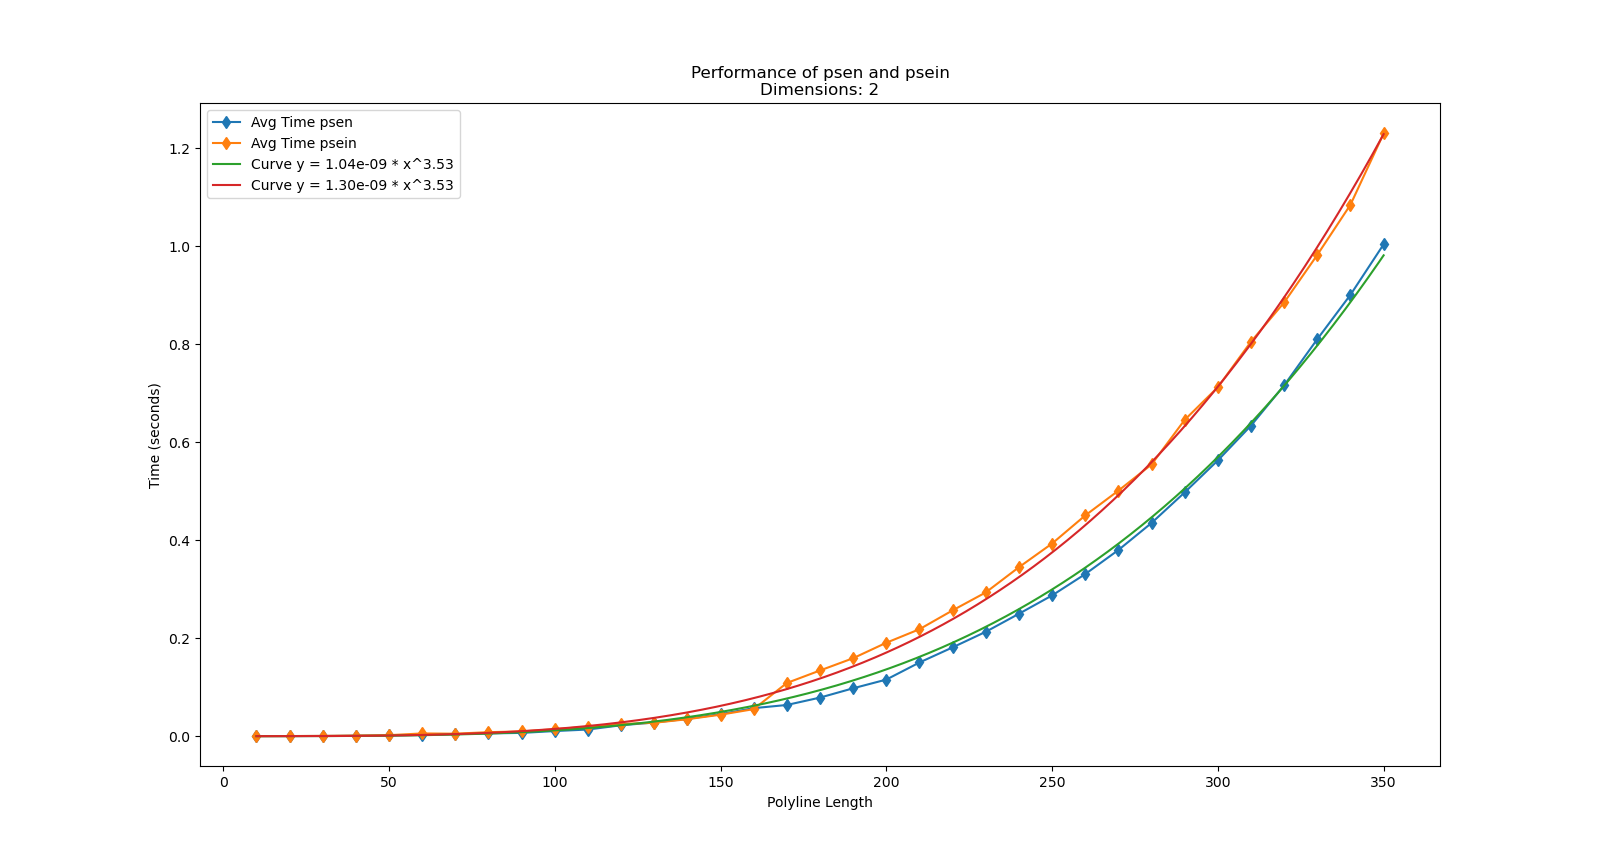 Performance of psen and psein
Dimensions: 2
Avg Time psen
Avg Time psein
Curve y = 1.04e-09 * x^3.53
Curve y = 1.30e-09 * x^3.53
Time (seconds)
1.2
1.0
0.8
0.6
0.4
0.2
0.0
0 50 100 150 200 250 300 350
Polyline Length